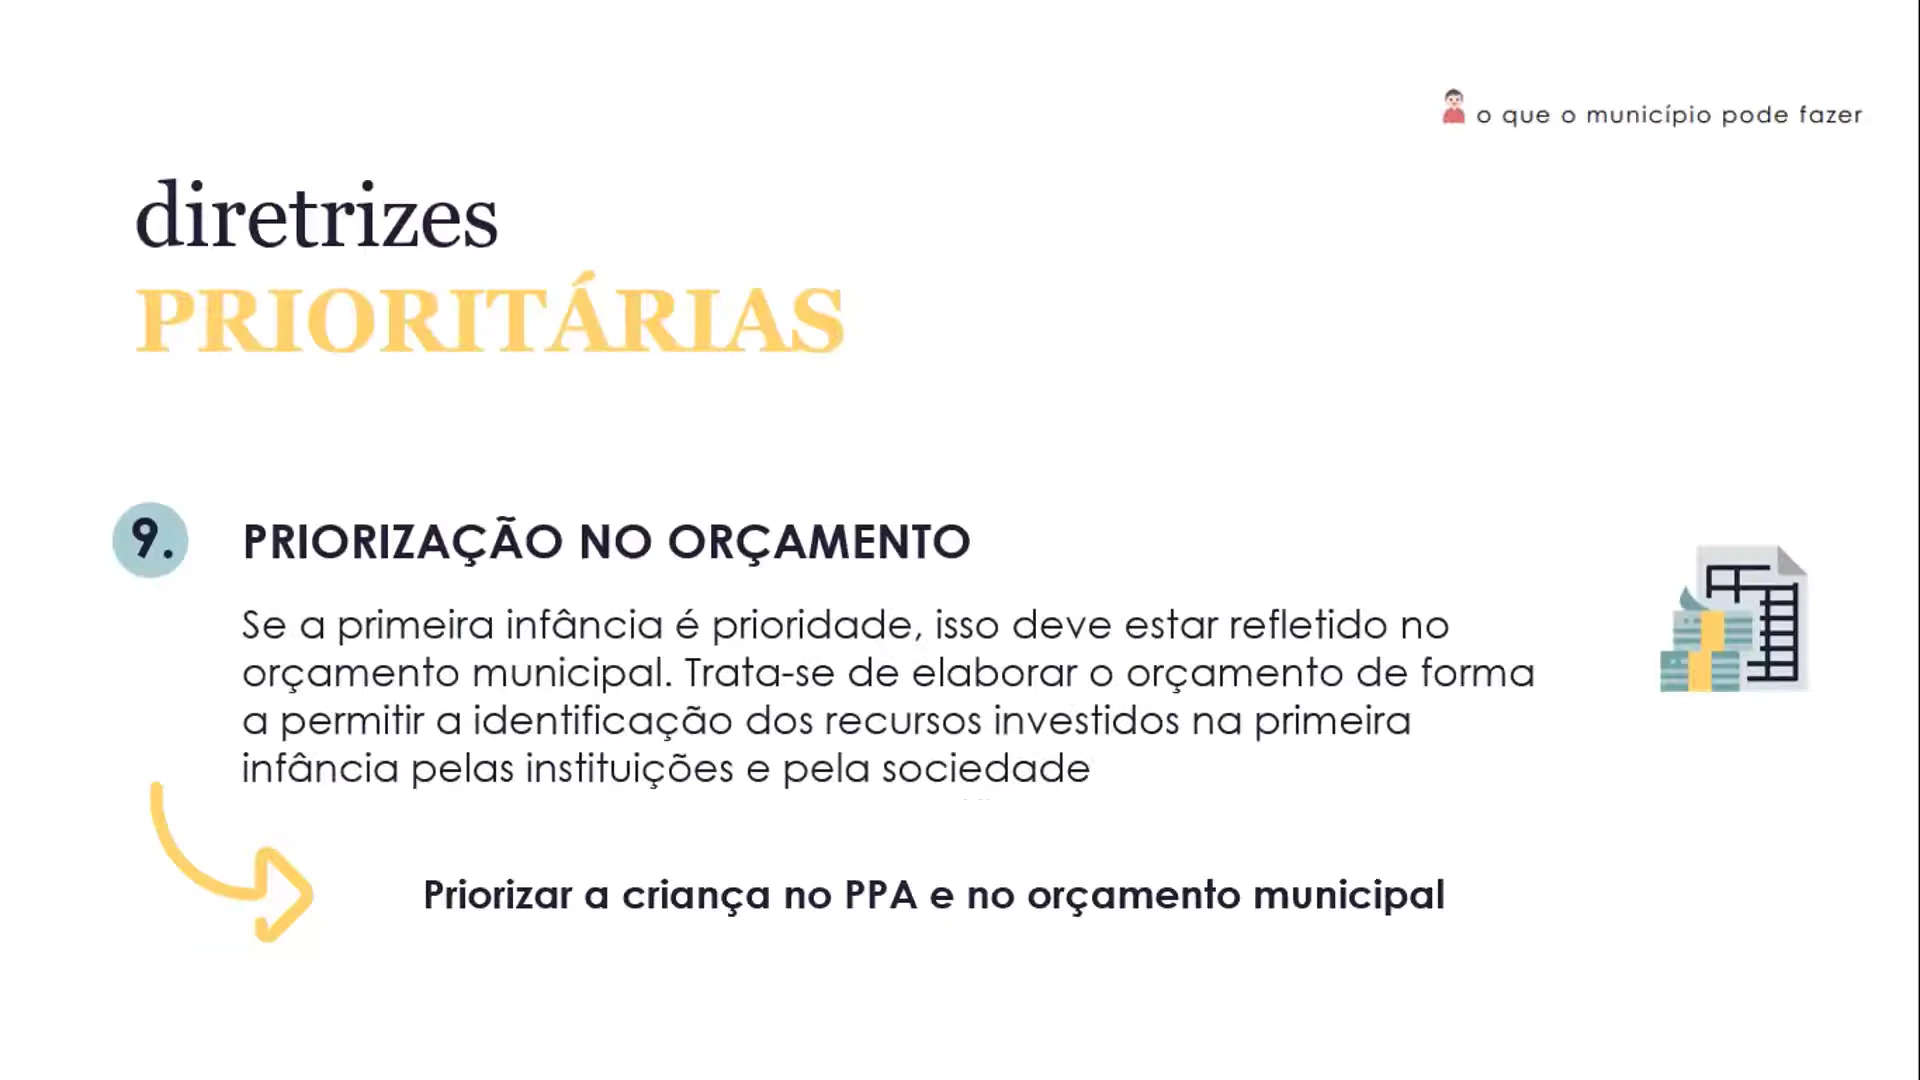 o que o município pode fazer
diretrizes
PRIORITÁRIAS
9.
PRIORIZAÇÃO NO ORÇAMENTO
Se a primeira infância é prioridade, isso deve estar refletido no
orçamento municipal. Trata-se de elaborar o orçamento de forma
a permitir a identificação dos recursos investidos na primeira
infância pelas instituições e pela sociedade
Priorizar a criança no PPA e no orçamento municipal